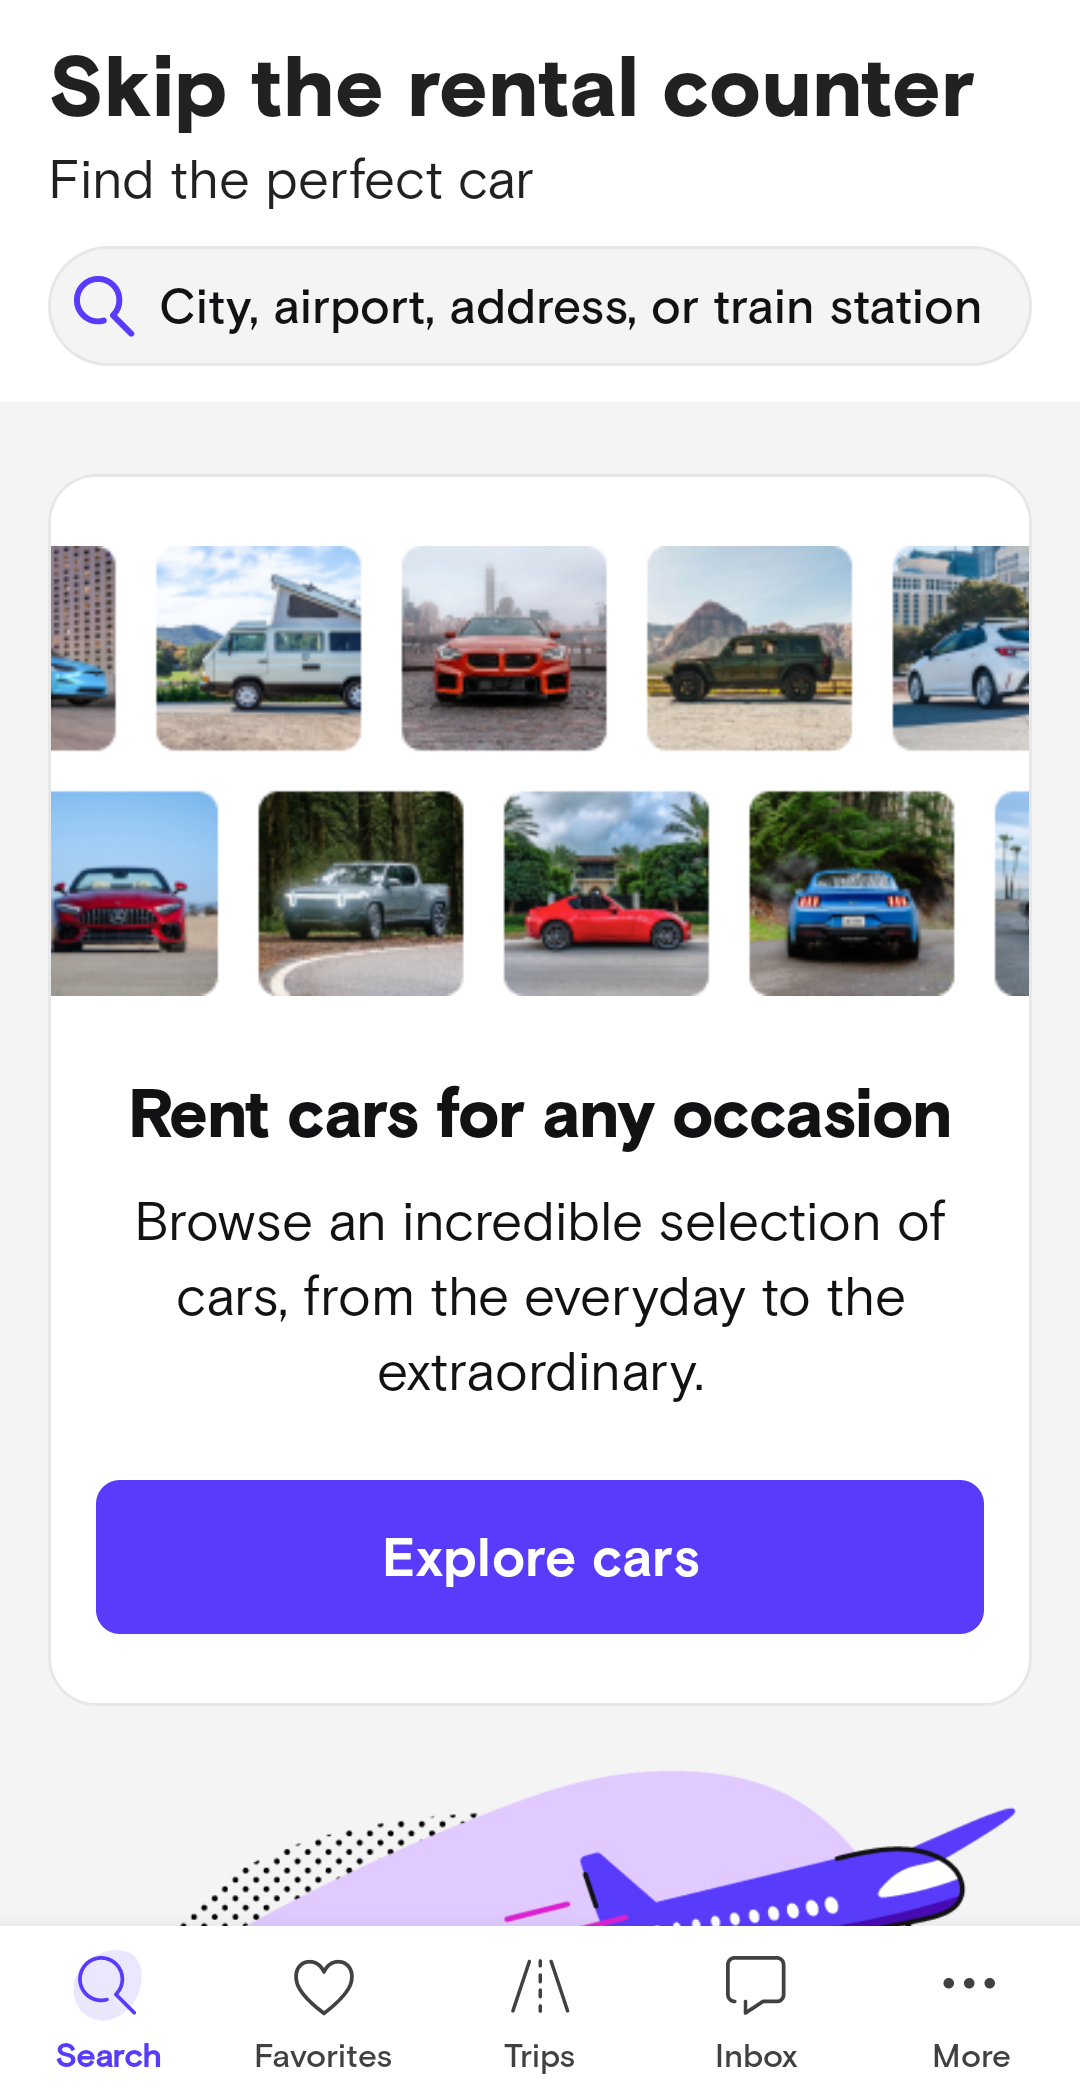 Skip the rental counter
Find the perfect car
City, airport, address, or train station
Rent cars for any occasion
Browse an incredible selection of
cars, from the everyday to the
extraordinary.
Explore cars
Search
Favorites
Trips
Inbox
More